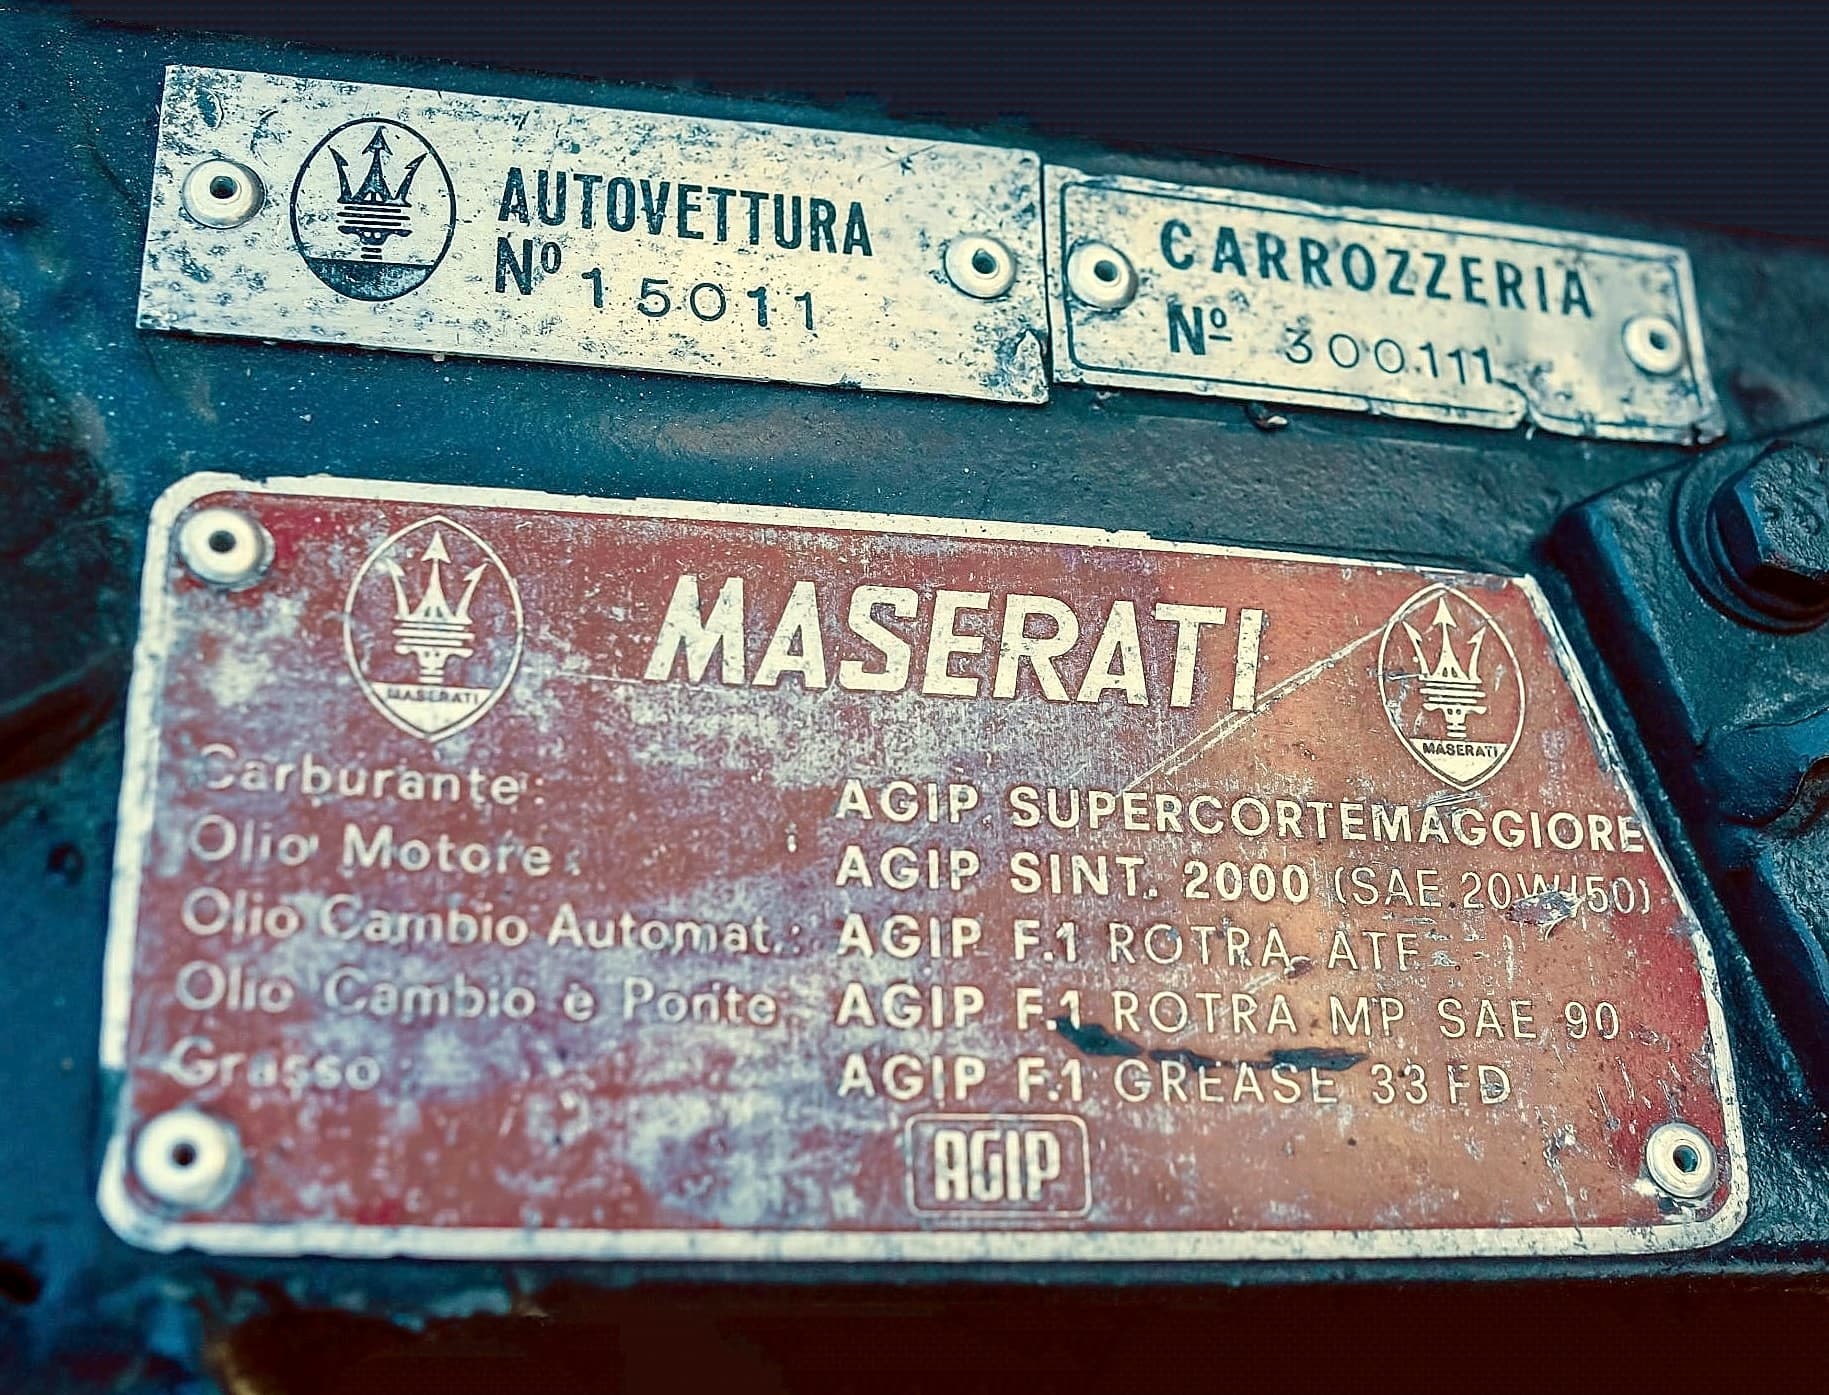 AUTOVETTURA
Nº 15011
CARROZZERIA
Nº 300.111
MASERATI
MASERATI
MASERATI
Carburante: AGIP SUPERCORTEMAGGIORE
Olio Motore: AGIP SINT. 2000 (SAE 20W/50)
Olio Cambio Automat.: AGIP F.1 ROTRA ATF
Olio Cambio e Ponte AGIP F.1 ROTRA MP SAE 90
Grasso AGIP F.1 GREASE 33 FD
AGIP